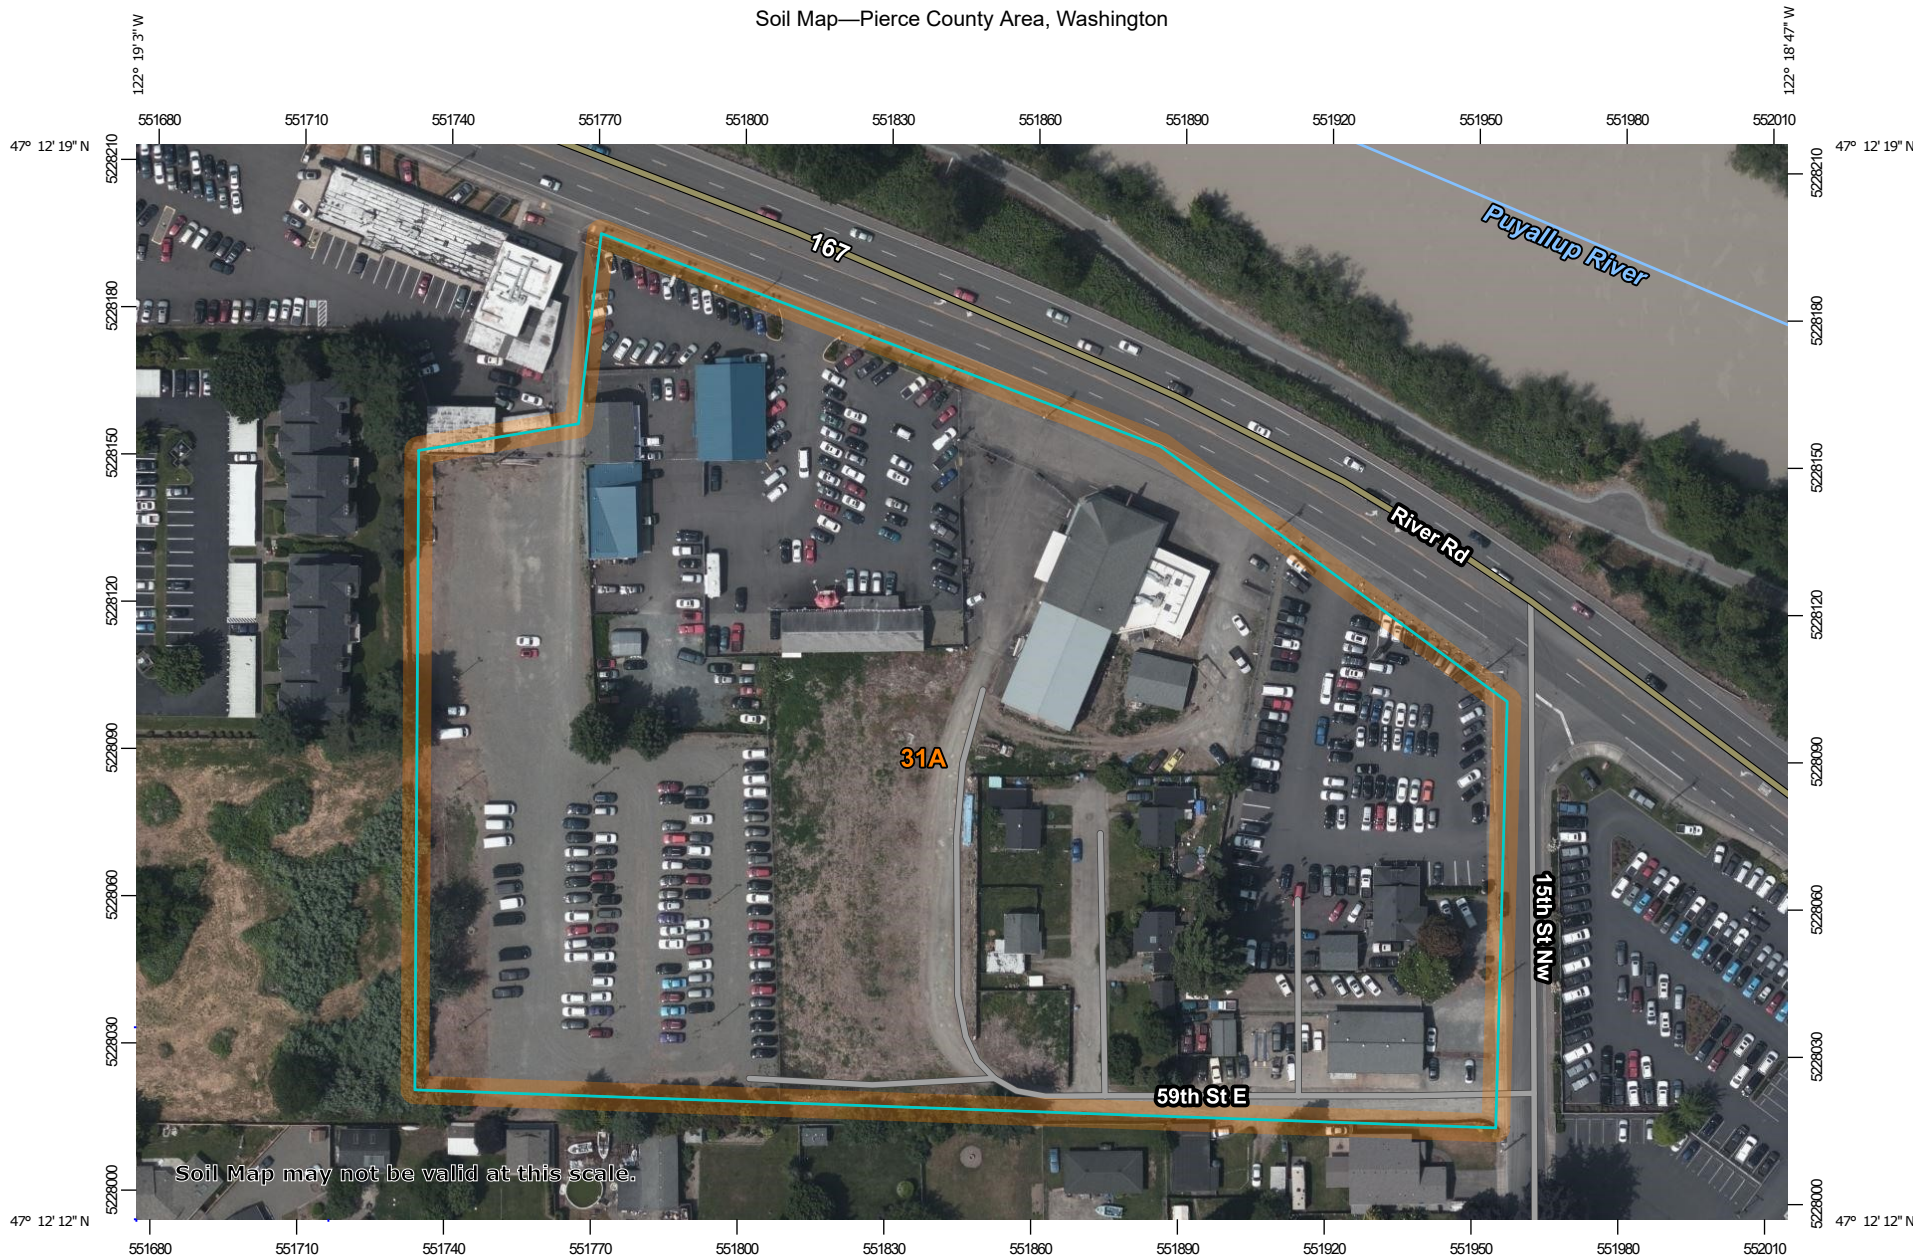 Soil Map—Pierce County Area, Washington
122° 19' 3'' W
122° 18' 47'' W
551680 551710 551740 551770 551800 551830 551860 551890 551920 551950 551980 552010
47° 12' 19'' N
47° 12' 19'' N
5228210
5228210
5228180
5228180
5228150
5228150
5228120
5228120
5228090
5228090
5228060
5228060
5228030
5228030
5228000
5228000
Puyallup River
167
River Rd
31A
15th St Nw
59th St E
Soil Map may not be valid at this scale.
47° 12' 12'' N
47° 12' 12'' N
551680 551710 551740 551770 551800 551830 551860 551890 551920 551950 551980 552010